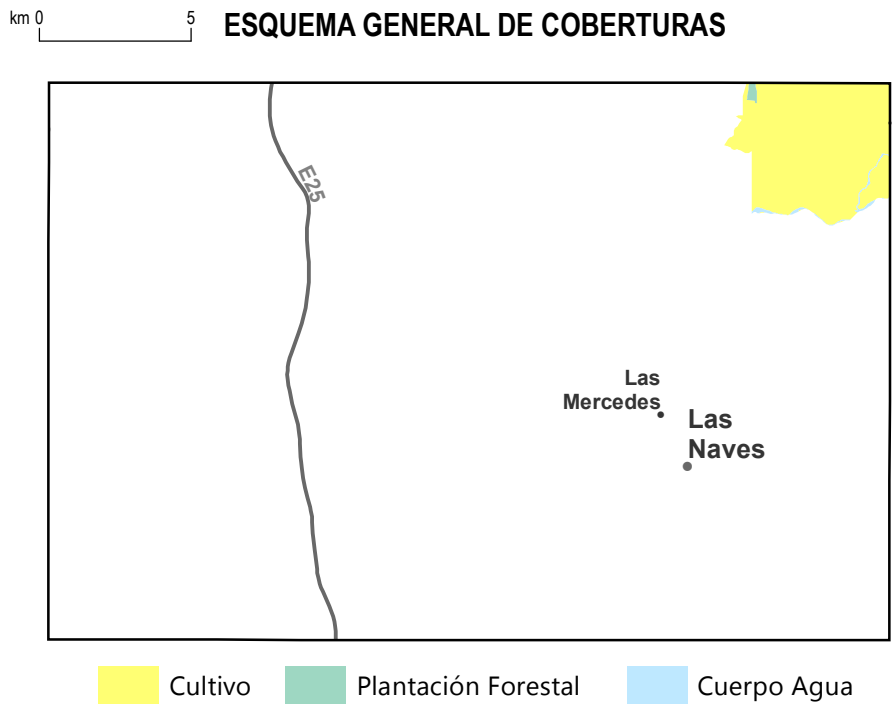 km 0 5
ESQUEMA GENERAL DE COBERTURAS
E25
Las
Mercedes
Las
Naves
Cultivo
Plantación Forestal
Cuerpo Agua